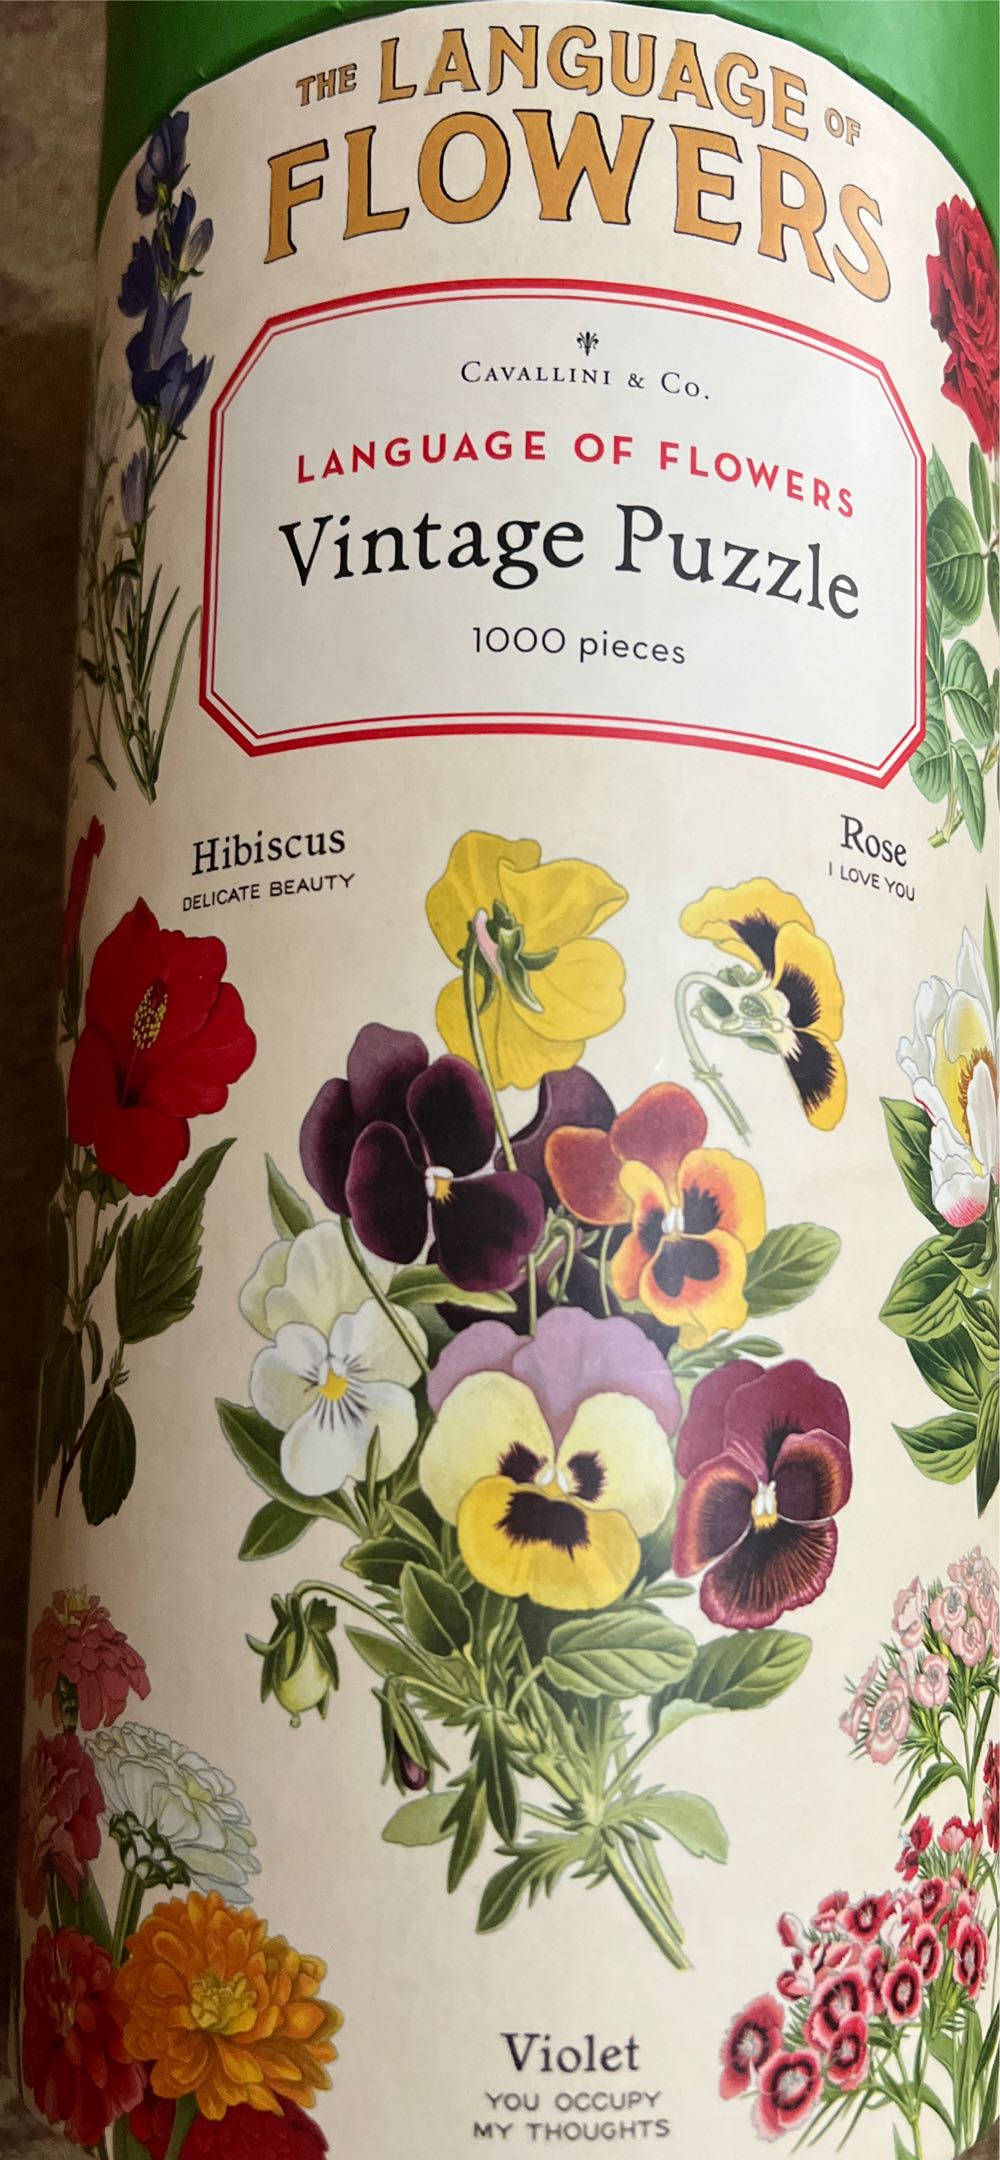 THE LANGUAGE OF
FLOWERS
CAVALLINI & CO.
LANGUAGE OF FLOWERS
Vintage Puzzle
1000 pieces
Hibiscus
DELICATE BEAUTY
Rose
I LOVE YOU
Violet
YOU OCCUPY
MY THOUGHTS